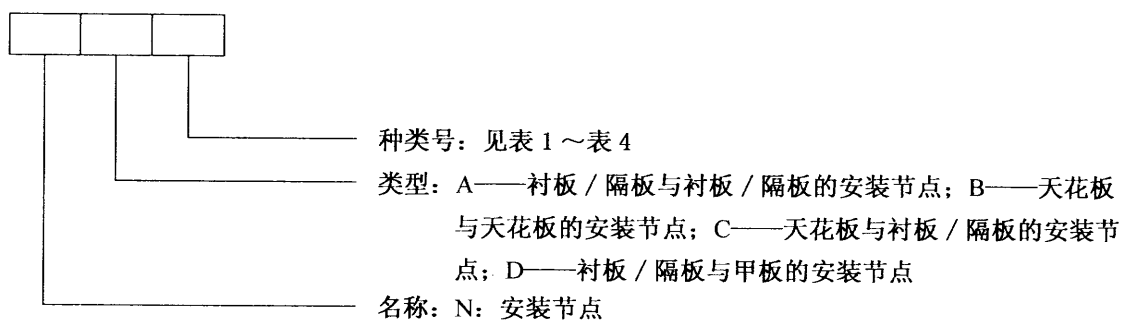 种类号：见表 1～表 4
类型：A——衬板 / 隔板与衬板 / 隔板的安装节点；B——天花板
与天花板的安装节点；C——天花板与衬板 / 隔板的安装节
点；D——衬板 / 隔板与甲板的安装节点
名称：N：安装节点